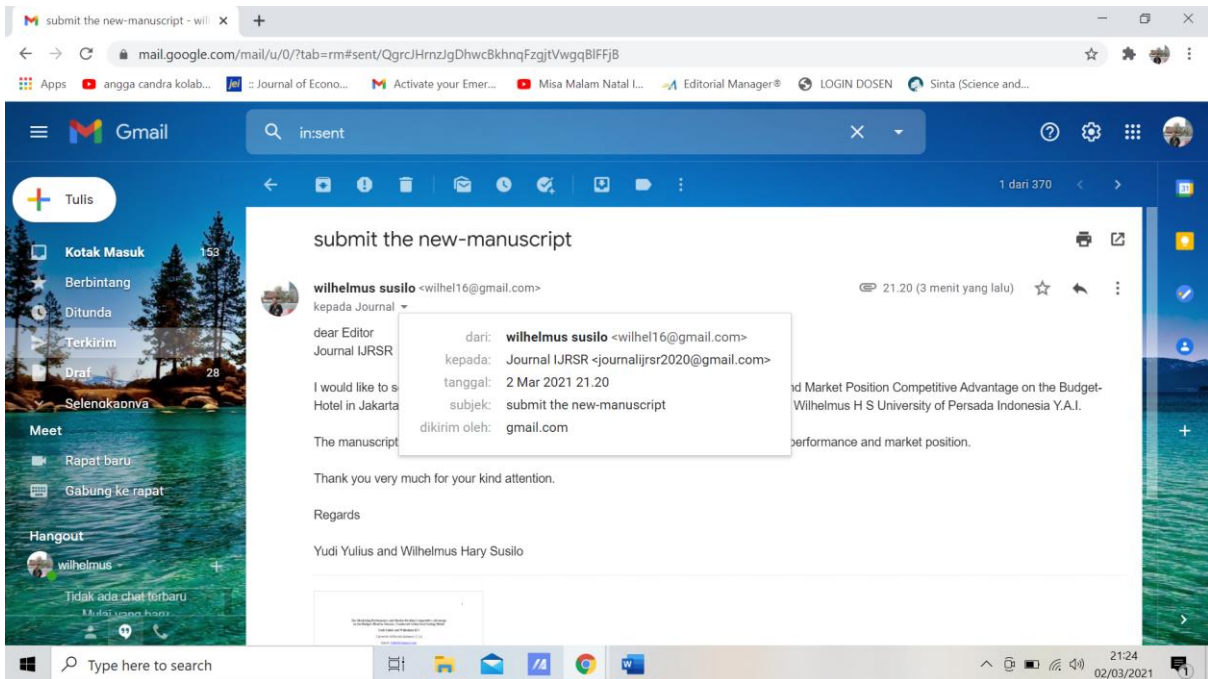 submit the new-manuscript - wil
mail.google.com/mail/u/0/?tab=rm#sent/QgrcJHrnzJgDhwcBkhnqFzgjtVwgqBlFFjB
Apps angga candra kolab... jel :: Journal of Econo... Activate your Emer... Misa Malam Natal I... Editorial Manager® LOGIN DOSEN Sinta (Science and...
Gmail
in:sent
Tulis
1 dari 370
31
submit the new-manuscript
Kotak Masuk 153
Berbintang
Ditunda
Terkirim
Draf 28
Selengkapnya
wilhelmus susilo <wilhel16@gmail.com>
21.20 (3 menit yang lalu)
kepada Journal
dear Editor
Journal IJRSR
dari: wilhelmus susilo <wilhel16@gmail.com>
kepada: Journal IJRSR <journalijrsr2020@gmail.com>
tanggal: 2 Mar 2021 21.20
subjek: submit the new-manuscript
dikirim oleh: gmail.com
I would like to s nd Market Position Competitive Advantage on the Budget-
Hotel in Jakarta Wilhelmus H S University of Persada Indonesia Y.A.I.
The manuscript performance and market position.
Thank you very much for your kind attention.
Regards
Yudi Yulius and Wilhelmus Hary Susilo
Meet
Rapat baru
Gabung ke rapat
Hangout
wilhelmus
Tidak ada chat terbaru
Mulai yang baru
Type here to search
21:24
02/03/2021
1